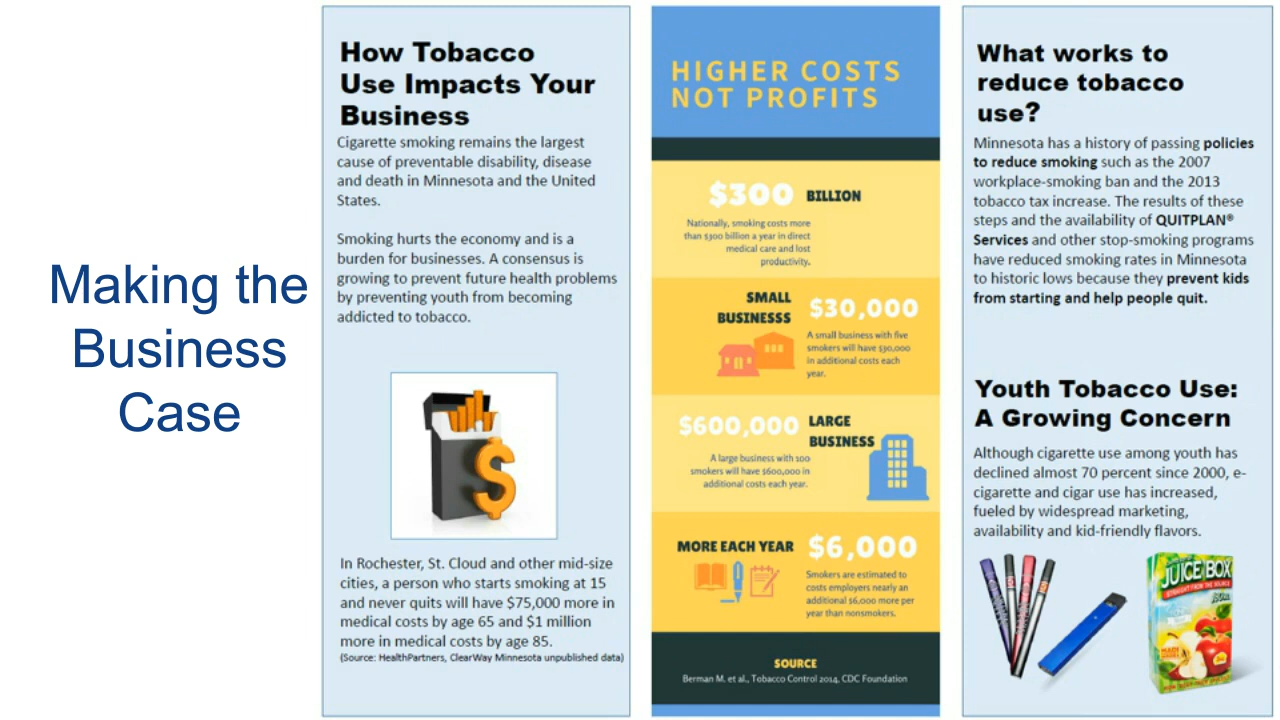 Making the
Business
Case
How Tobacco
Use Impacts Your
Business
Cigarette smoking remains the largest
cause of preventable disability, disease
and death in Minnesota and the United
States.
Smoking hurts the economy and is a
burden for businesses. A consensus is
growing to prevent future health problems
by preventing youth from becoming
addicted to tobacco.
In Rochester, St. Cloud and other mid-size
cities, a person who starts smoking at 15
and never quits will have $75,000 more in
medical costs by age 65 and $1 million
more in medical costs by age 85.
(Source: HealthPartners, ClearWay Minnesota unpublished data)
HIGHER COSTS
NOT PROFITS
$300 BILLION
Nationally, smoking costs more
than $300 billion a year in direct
medical care and lost
productivity.
SMALL
BUSINESSS
$30,000
A small business with five
smokers will have $30,000
in additional costs each
year.
$600,000
LARGE
BUSINESS
A large business with 100
smokers will have $600,000 in
additional costs each year.
MORE EACH YEAR
$6,000
Smokers are estimated to
costs employers nearly an
additional $6,000 more per
year than nonsmokers.
SOURCE
Berman M. et al., Tobacco Control 2014, CDC Foundation
What works to
reduce tobacco
use?
Minnesota has a history of passing policies
to reduce smoking such as the 2007
workplace-smoking ban and the 2013
tobacco tax increase. The results of these
steps and the availability of QUITPLAN®
Services and other stop-smoking programs
have reduced smoking rates in Minnesota
to historic lows because they prevent kids
from starting and help people quit.
Youth Tobacco Use:
A Growing Concern
Although cigarette use among youth has
declined almost 70 percent since 2000, e-
cigarette and cigar use has increased,
fueled by widespread marketing,
availability and kid-friendly flavors.
JUICE BOX